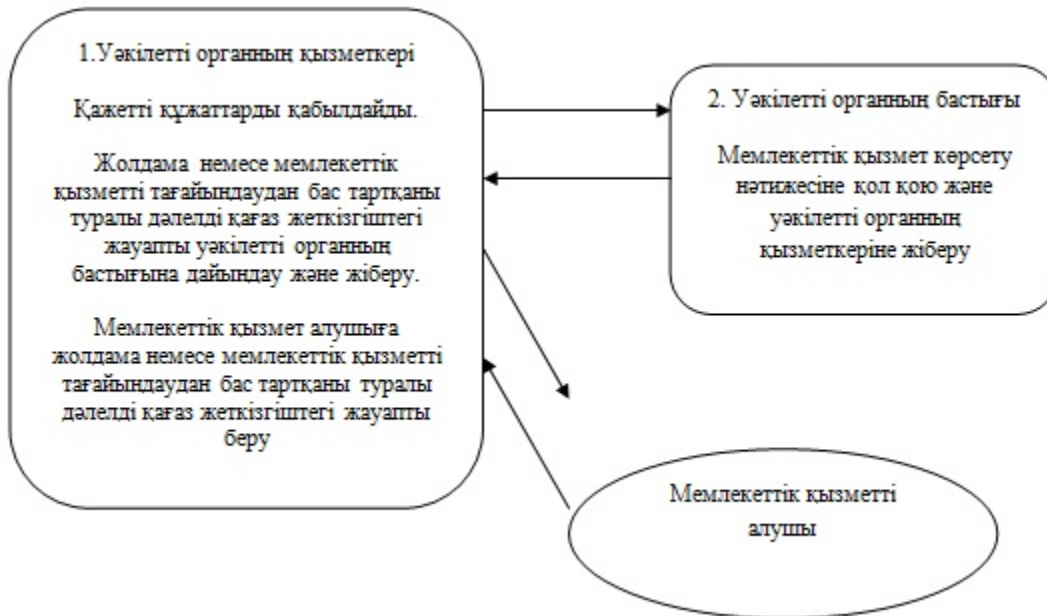 1.Уәкілетті органның қызметкері
Қажетті құжаттарды қабылдайды.
Жолдама немесе мемлекеттік
қызметті тағайындаудан бас тартқаны
туралы дәлелді қағаз жеткізгіштегі
жауапты уәкілетті органның
бастығына дайындау және жіберу.
Мемлекеттік қызмет алушыға
жолдама немесе мемлекеттік қызметті
тағайындаудан бас тартқаны туралы
дәлелді қағаз жеткізгіштегі жауапты
беру
2. Уәкілетті органның бастығы
Мемлекеттік қызмет көрсету
нәтижесіне қол қою және
уәкілетті органның
қызметкеріне жіберу
Мемлекеттік қызметті
алушы